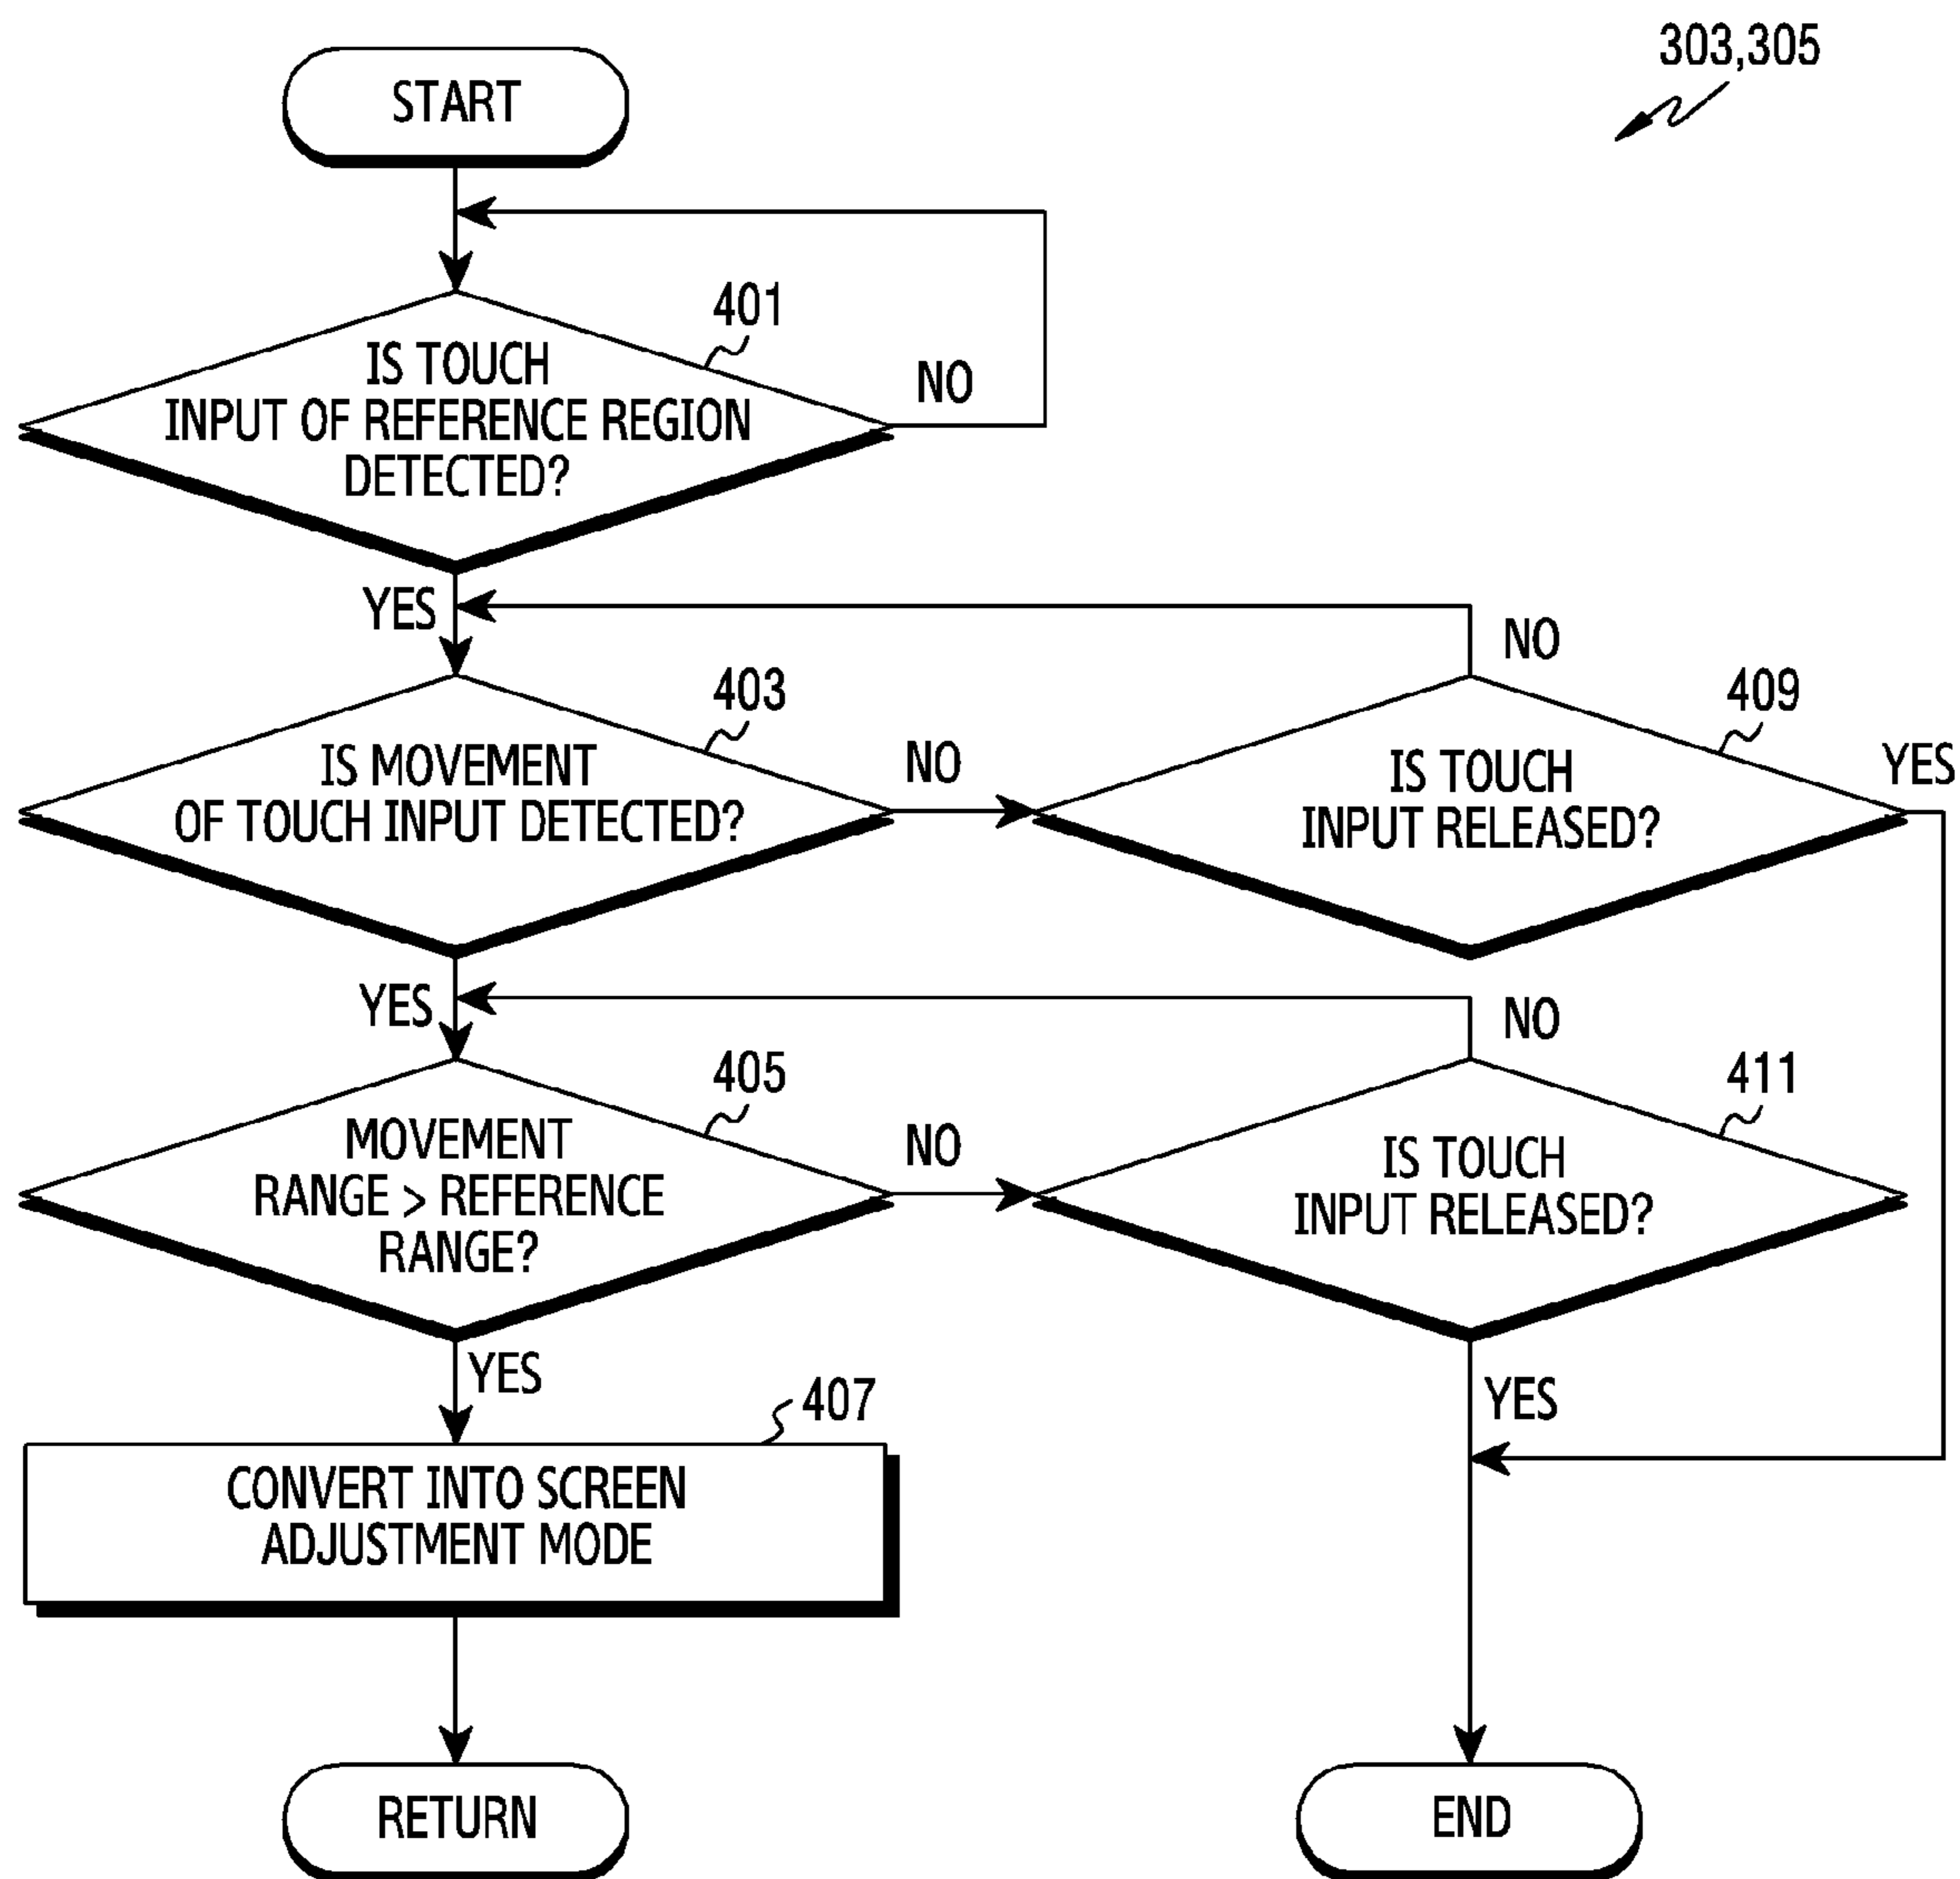 303,305
START
401
IS TOUCH
INPUT OF REFERENCE REGION
DETECTED?
NO
YES
NO
403
IS MOVEMENT
OF TOUCH INPUT DETECTED?
NO
409
IS TOUCH
INPUT RELEASED?
YES
YES
NO
405
MOVEMENT
RANGE > REFERENCE
RANGE?
NO
411
IS TOUCH
INPUT RELEASED?
YES
YES
407
CONVERT INTO SCREEN
ADJUSTMENT MODE
RETURN
END